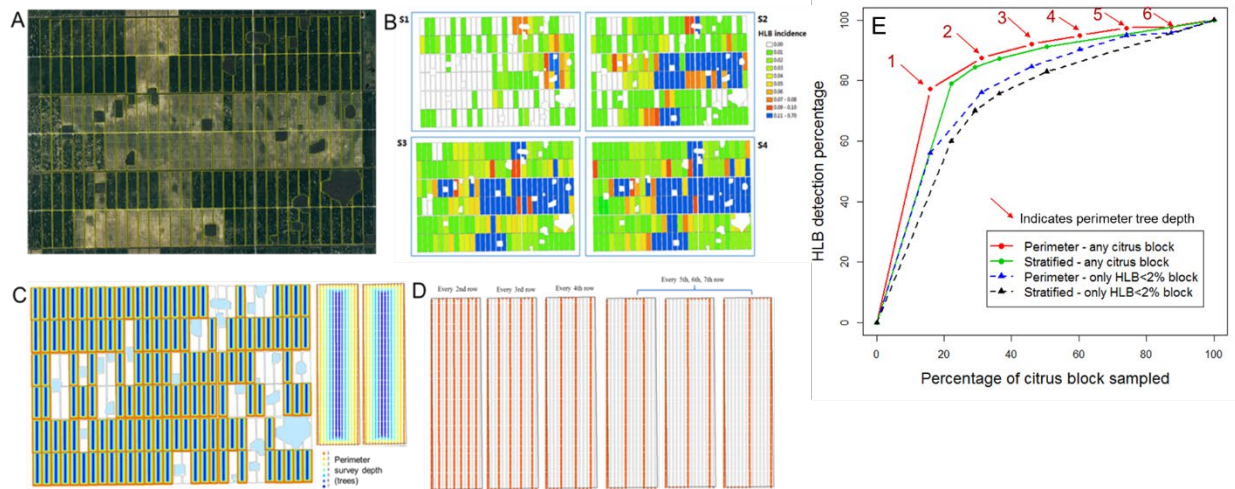 A
B
S1
S2
HLB incidence
0.00
0.01
0.02
0.03
0.04
0.05
0.06
0.07 - 0.08
0.09 - 0.10
0.11 - 0.70
S3
S4
C
Perimeter
survey depth
(trees)
D
Every 2nd row
Every 3rd row
Every 4th row
Every 5th, 6th, 7th row
E
HLB detection percentage
100
80
60
40
20
0
1
2
3
4
5
6
Indicates perimeter tree depth
Perimeter - any citrus block
Stratified - any citrus block
Perimeter - only HLB<2% block
Stratified - only HLB<2% block
0
20
40
60
80
100
Percentage of citrus block sampled